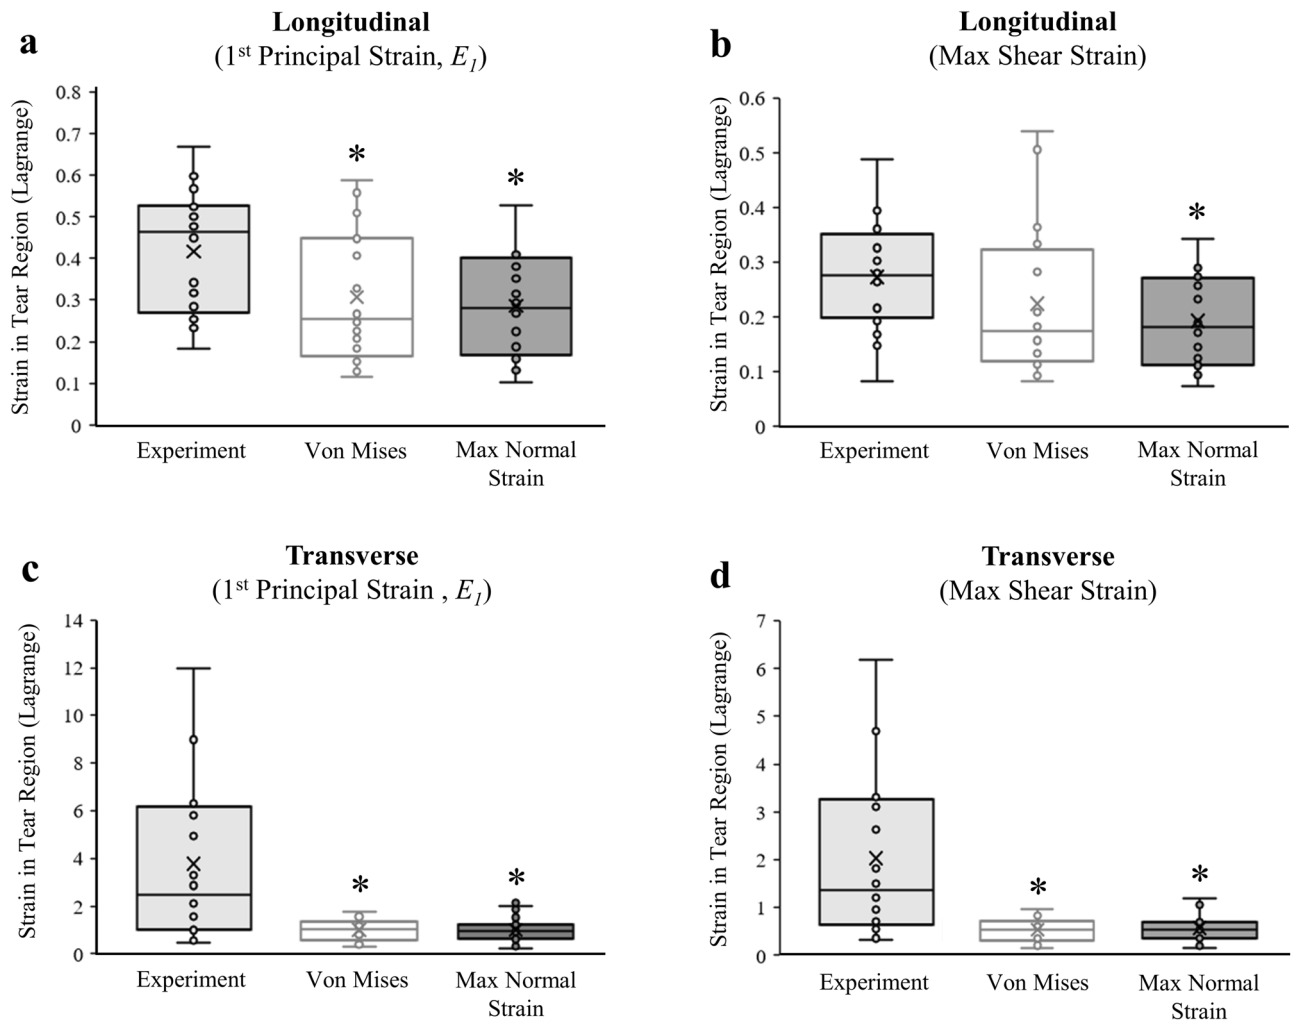 a
Longitudinal
(1st Principal Strain, E1)
Strain in Tear Region (Lagrange)
0.8
0.7
0.6
0.5
0.4
0.3
0.2
0.1
0
*
*
Experiment
Von Mises
Max Normal
Strain
b
Longitudinal
(Max Shear Strain)
Strain in Tear Region (Lagrange)
0.6
0.5
0.4
0.3
0.2
0.1
0
*
Experiment
Von Mises
Max Normal
Strain
c
Transverse
(1st Principal Strain , E1)
Strain in Tear Region (Lagrange)
14
12
10
8
6
4
2
0
*
*
Experiment
Von Mises
Max Normal
Strain
d
Transverse
(Max Shear Strain)
Strain in Tear Region (Lagrange)
7
6
5
4
3
2
1
0
*
*
Experiment
Von Mises
Max Normal
Strain